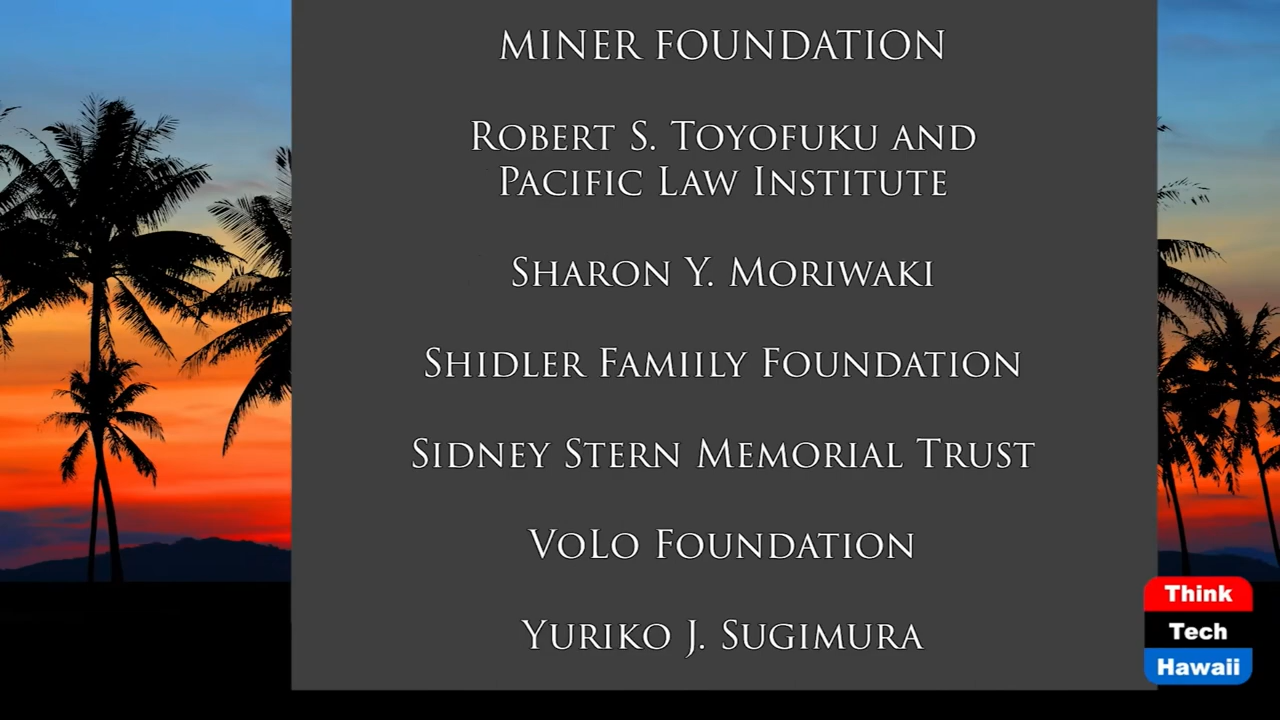 MINER FOUNDATION
ROBERT S. TOYOFUKU AND
PACIFIC LAW INSTITUTE
SHARON Y. MORIWAKI
SHIDLER FAMIILY FOUNDATION
SIDNEY STERN MEMORIAL TRUST
VOLO FOUNDATION
YURIKO J. SUGIMURA
Think
Tech
Hawaii